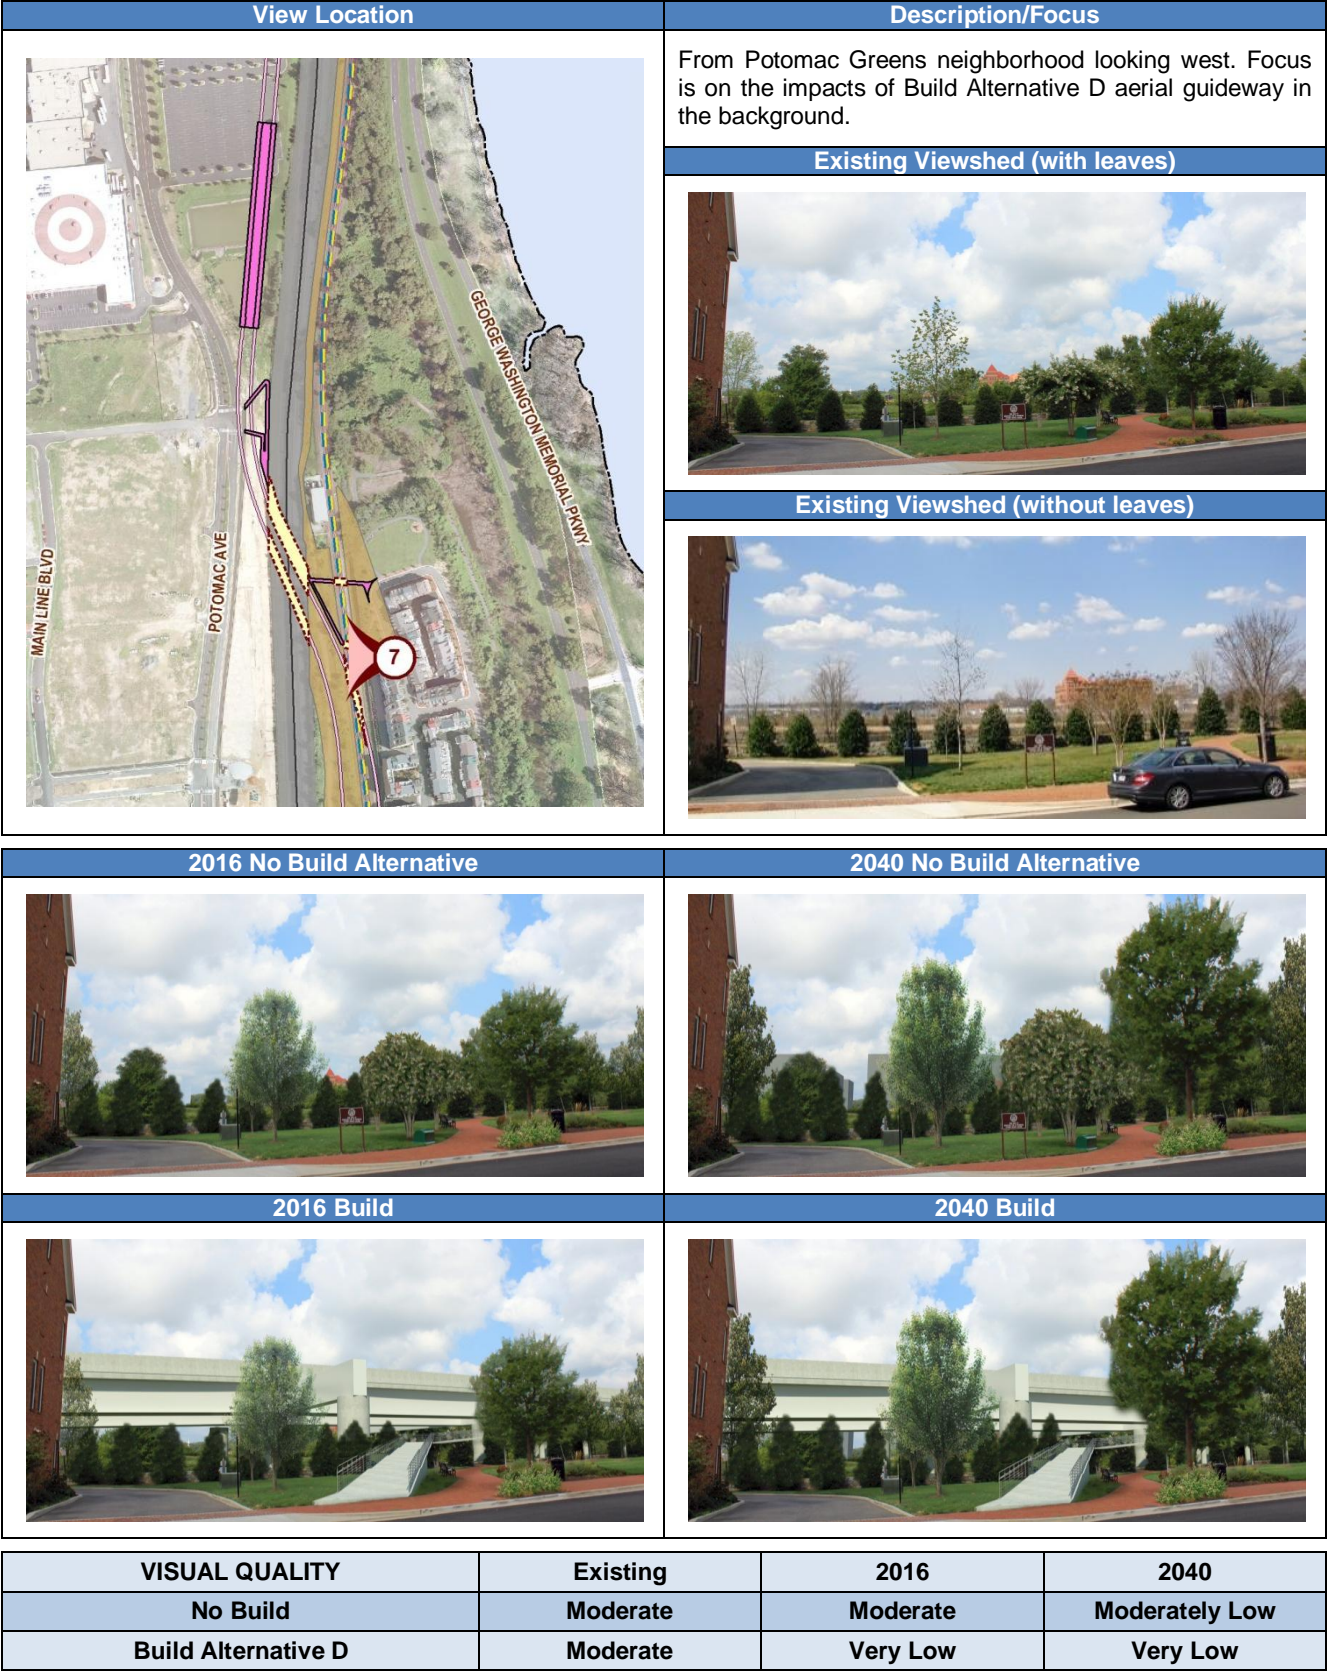 View Location
Description/Focus
From Potomac Greens neighborhood looking west. Focus
is on the impacts of Build Alternative D aerial guideway in
the background.
Existing Viewshed (with leaves)
GEORGE WASHINGTON MEMORIAL PKWY
MAIN LINE BLVD
POTOMAC AVE
7
Existing Viewshed (without leaves)
2016 No Build Alternative
2040 No Build Alternative
2016 Build
2040 Build
VISUAL QUALITY Existing 2016 2040
No Build Moderate Moderate Moderately Low
Build Alternative D Moderate Very Low Very Low